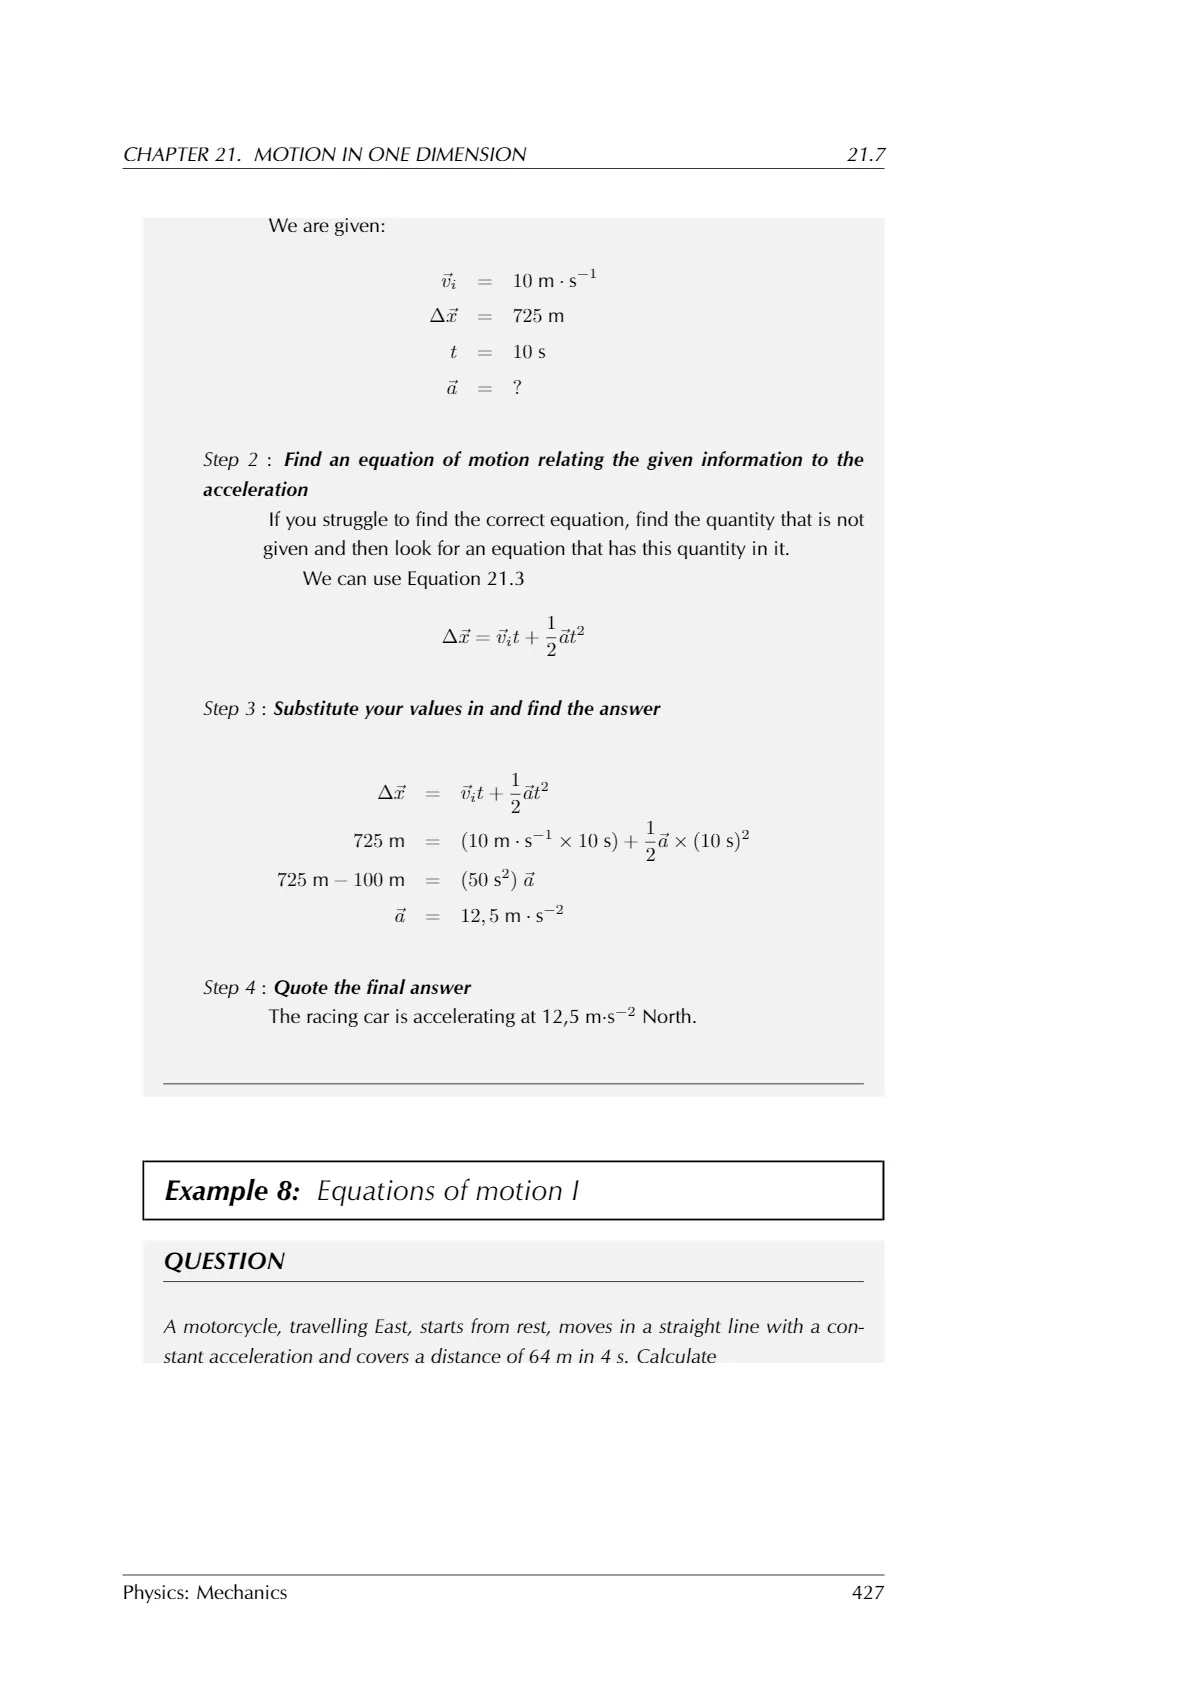 CHAPTER 21. MOTION IN ONE DIMENSION 21.7
We are given:
$\vec{v}_i = 10 \text{ m} \cdot \text{s}^{-1}$
$\Delta\vec{x} = 725 \text{ m}$
$t = 10 \text{ s}$
$\vec{a} = ?$
Step 2 : Find an equation of motion relating the given information to the
acceleration
If you struggle to find the correct equation, find the quantity that is not
given and then look for an equation that has this quantity in it.
We can use Equation 21.3
$\Delta\vec{x} = \vec{v}_i t + \frac{1}{2}\vec{a}t^2$
Step 3 : Substitute your values in and find the answer
$\Delta\vec{x} = \vec{v}_i t + \frac{1}{2}\vec{a}t^2$
$725 \text{ m} = (10 \text{ m} \cdot \text{s}^{-1} \times 10 \text{ s}) + \frac{1}{2}\vec{a} \times (10 \text{ s})^2$
$725 \text{ m} - 100 \text{ m} = (50 \text{ s}^2)\ \vec{a}$
$\vec{a} = 12,5 \text{ m} \cdot \text{s}^{-2}$
Step 4 : Quote the final answer
The racing car is accelerating at 12,5 m·s$^{-2}$ North.
Example 8: Equations of motion I
QUESTION
A motorcycle, travelling East, starts from rest, moves in a straight line with a con-
stant acceleration and covers a distance of 64 m in 4 s. Calculate
Physics: Mechanics 427